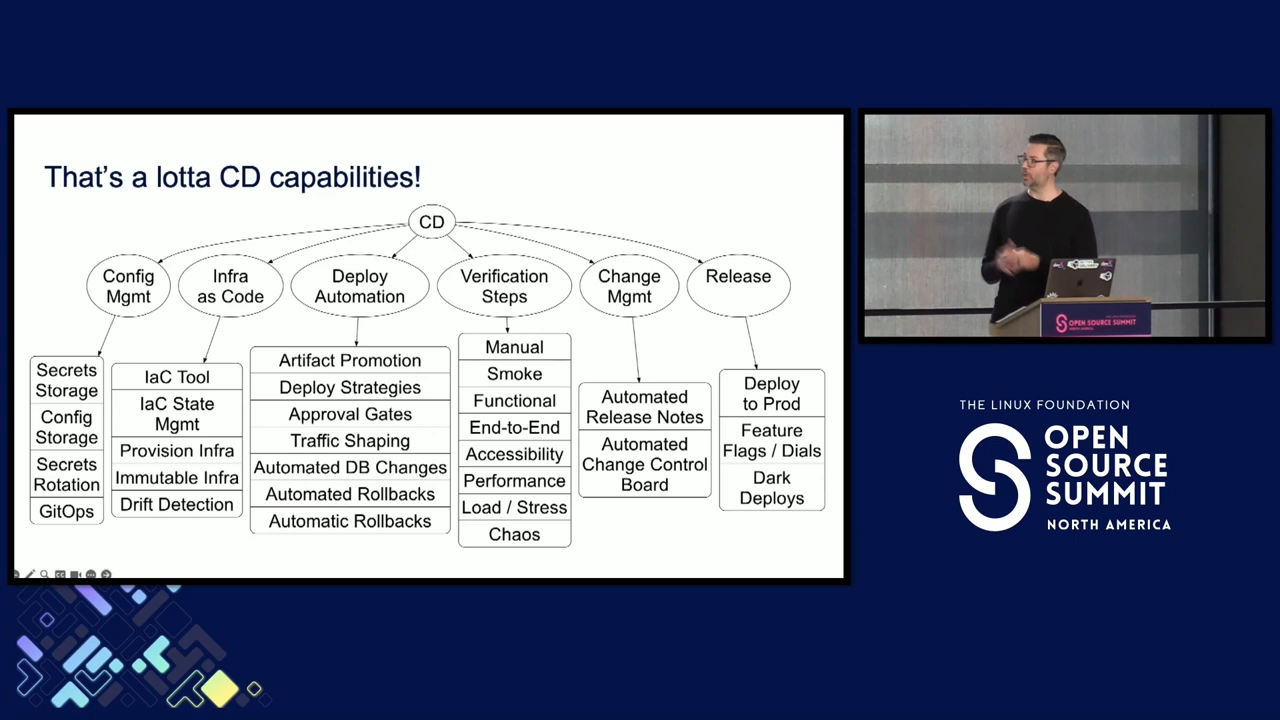 That's a lotta CD capabilities!
CD
Config
Mgmt
Infra
as Code
Deploy
Automation
Verification
Steps
Change
Mgmt
Release
Secrets
Storage
Config
Storage
Secrets
Rotation
GitOps
IaC Tool
IaC State
Mgmt
Provision Infra
Immutable Infra
Drift Detection
Artifact Promotion
Deploy Strategies
Approval Gates
Traffic Shaping
Automated DB Changes
Automated Rollbacks
Automatic Rollbacks
Manual
Smoke
Functional
End-to-End
Accessibility
Performance
Load / Stress
Chaos
Automated
Release Notes
Automated
Change Control
Board
Deploy
to Prod
Feature
Flags / Dials
Dark
Deploys
OPEN SOURCE SUMMIT
THE LINUX FOUNDATION
OPEN
SOURCE
SUMMIT
NORTH AMERICA